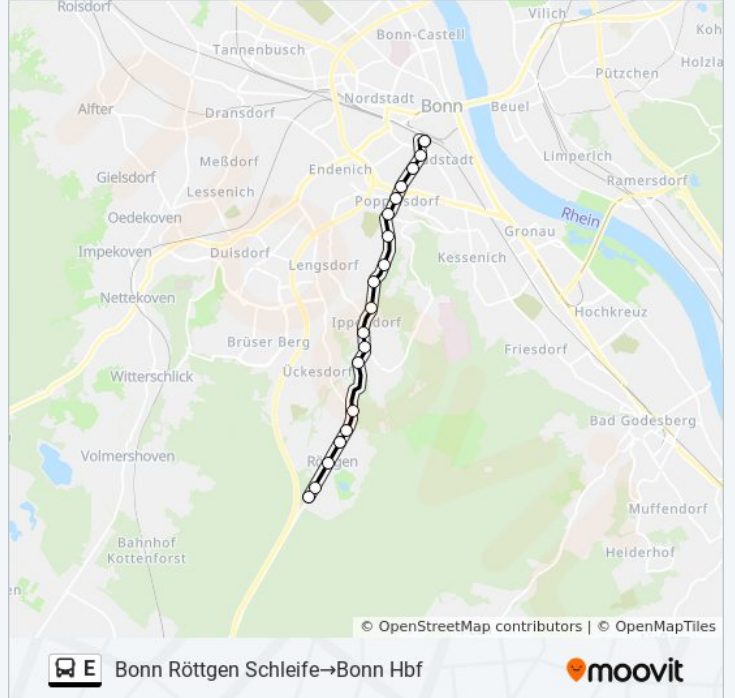 Roisdorf
Vilich
Bonn-Castell
Koh
Tannenbusch
Holzla
Pützchen
Nordstadt
Bonn
Beuel
Alfter
Dransdorf
Meßdorf
Endenich
dstadt
Limperich
Gielsdorf
Lessenich
Ramersdorf
Poppelsdorf
Oedekoven
Rhein
Gronau
Impekoven
Duisdorf
Lengsdorf
Kessenich
Nettekoven
Hochkreuz
Ippendorf
Brüser Berg
Friesdorf
Witterschlick
Ückesdorf
Bad Godesberg
Volmershoven
Röttgen
Muffendorf
Bahnhof
Kottenforst
Heiderhof
en
© OpenStreetMap contributors | © OpenMapTiles
E Bonn Röttgen Schleife→Bonn Hbf
moovit